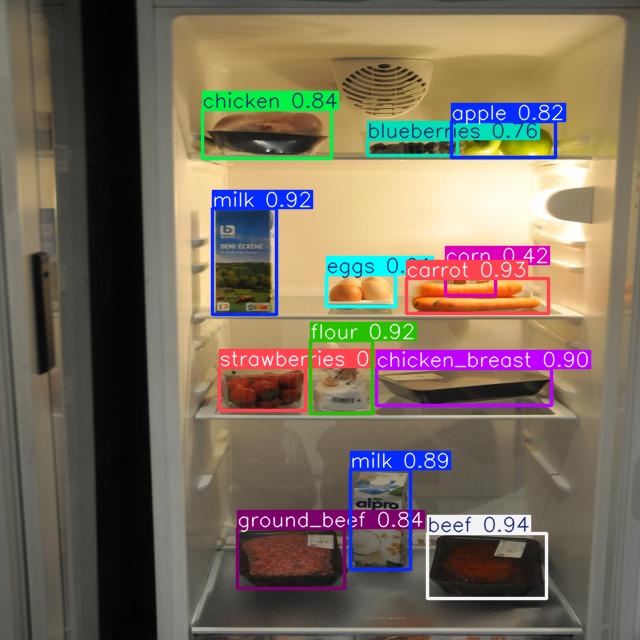 chicken 0.84
apple 0.82
blueberries 0.76
milk 0.92
b
DEMI-ÉCRÉMÉ
eggs 0.
corn 0.42
carrot 0.93
flour 0.92
strawberries 0
chicken_breast 0.90
milk 0.89
alpro
ground_beef 0.84
beef 0.94